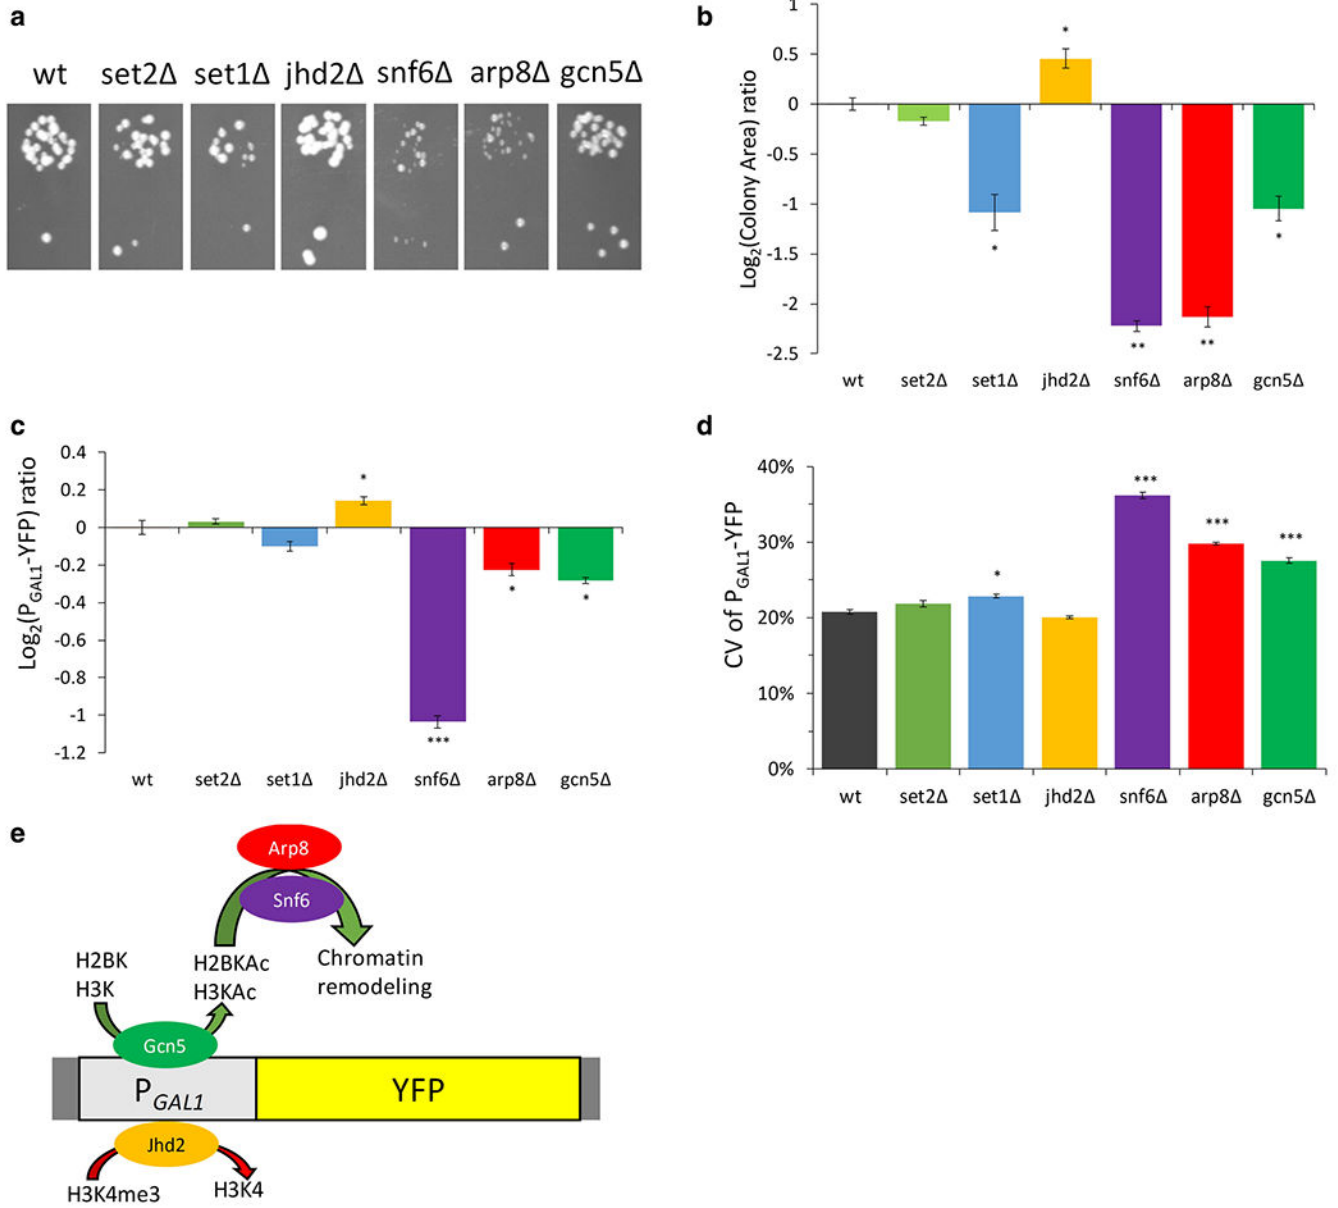 a
wt set2Δ set1Δ jhd2Δ snf6Δ arp8Δ gcn5Δ
b
Log2(Colony Area) ratio
1
0.5
0
-0.5
-1
-1.5
-2
-2.5
*
*
**
**
*
wt set2Δ set1Δ jhd2Δ snf6Δ arp8Δ gcn5Δ
c
Log2(PGAL1-YFP) ratio
0.4
0.2
0
-0.2
-0.4
-0.6
-0.8
-1
-1.2
*
***
*
*
wt set2Δ set1Δ jhd2Δ snf6Δ arp8Δ gcn5Δ
d
CV of PGAL1-YFP
40%
30%
20%
10%
0%
*
***
***
***
wt set2Δ set1Δ jhd2Δ snf6Δ arp8Δ gcn5Δ
e
Arp8
Snf6
H2BK
H3K
H2BKAc
H3KAc
Chromatin
remodeling
Gcn5
PGAL1
YFP
Jhd2
H3K4me3
H3K4